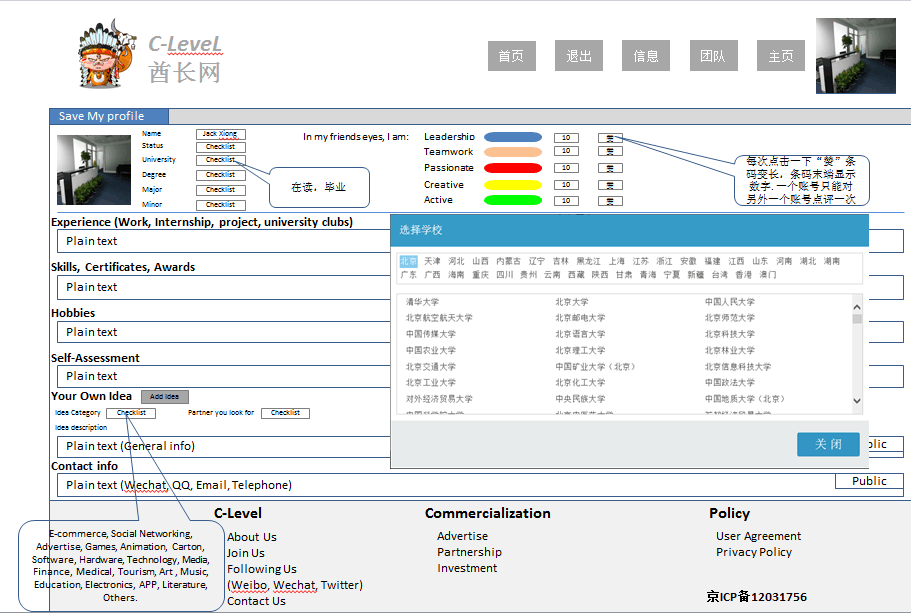 C-LeveL
酋长网
首页 退出 信息 团队 主页
Save My profile
Name Jack Xiong
Status Checklist
University Checklist
Degree Checklist
Major Checklist
Minor Checklist
在读，毕业
In my friends eyes, I am:
Leadership 10 赞
Teamwork 10 赞
Passionate 10 赞
Creative 10 赞
Active 10 赞
每次点击一下“赞”条
码变长，条码末端显示
数字.一个账号只能对
另外一个账号点评一次
Experience (Work, Internship, project, university clubs)
Plain text
Skills, Certificates, Awards
Plain text
Hobbies
Plain text
Self-Assessment
Plain text
Your Own Idea Add Idea
Idea Category Checklist Partner you look for Checklist
Idea description
Plain text (General info)
blic
Contact info
Plain text (Wechat, QQ, Email, Telephone)
Public
选择学校
北京 天津 河北 山西 内蒙古 辽宁 吉林 黑龙江 上海 江苏 浙江 安徽 福建 江西 山东 河南 湖北 湖南
广东 广西 海南 重庆 四川 贵州 云南 西藏 陕西 甘肃 青海 宁夏 新疆 台湾 香港 澳门
清华大学 北京大学 中国人民大学
北京航空航天大学 北京邮电大学 北京师范大学
中国传媒大学 北京语言大学 北京科技大学
中国农业大学 北京理工大学 北京林业大学
北京交通大学 中国矿业大学（北京） 北京信息科技大学
北京工业大学 北京化工大学 中国政法大学
对外经济贸易大学 中央民族大学 中国地质大学（北京）
关闭
E-commerce, Social Networking,
Advertise, Games, Animation, Carton,
Software, Hardware, Technology, Media,
Finance, Medical, Tourism, Art , Music,
Education, Electronics, APP, Literature,
Others.
C-Level
About Us
Join Us
Following Us
(Weibo, Wechat, Twitter)
Contact Us
Commercialization
Advertise
Partnership
Investment
Policy
User Agreement
Privacy Policy
京ICP备12031756